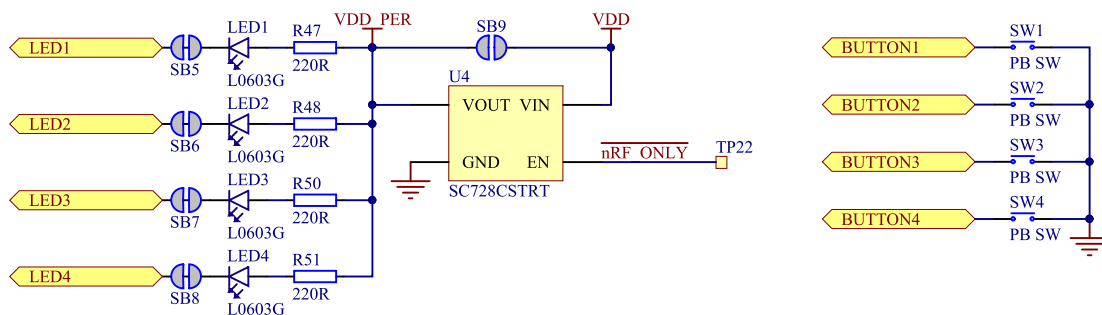 VDD_PER
SB9
VDD
LED1
SB5
LED1
L0603G
R47
220R
LED2
SB6
LED2
L0603G
R48
220R
LED3
SB7
LED3
L0603G
R50
220R
LED4
SB8
LED4
L0603G
R51
220R
U4
VOUT VIN
GND EN
SC728CSTRT
nRF_ONLY
TP22
BUTTON1
SW1
PB SW
BUTTON2
SW2
PB SW
BUTTON3
SW3
PB SW
BUTTON4
SW4
PB SW